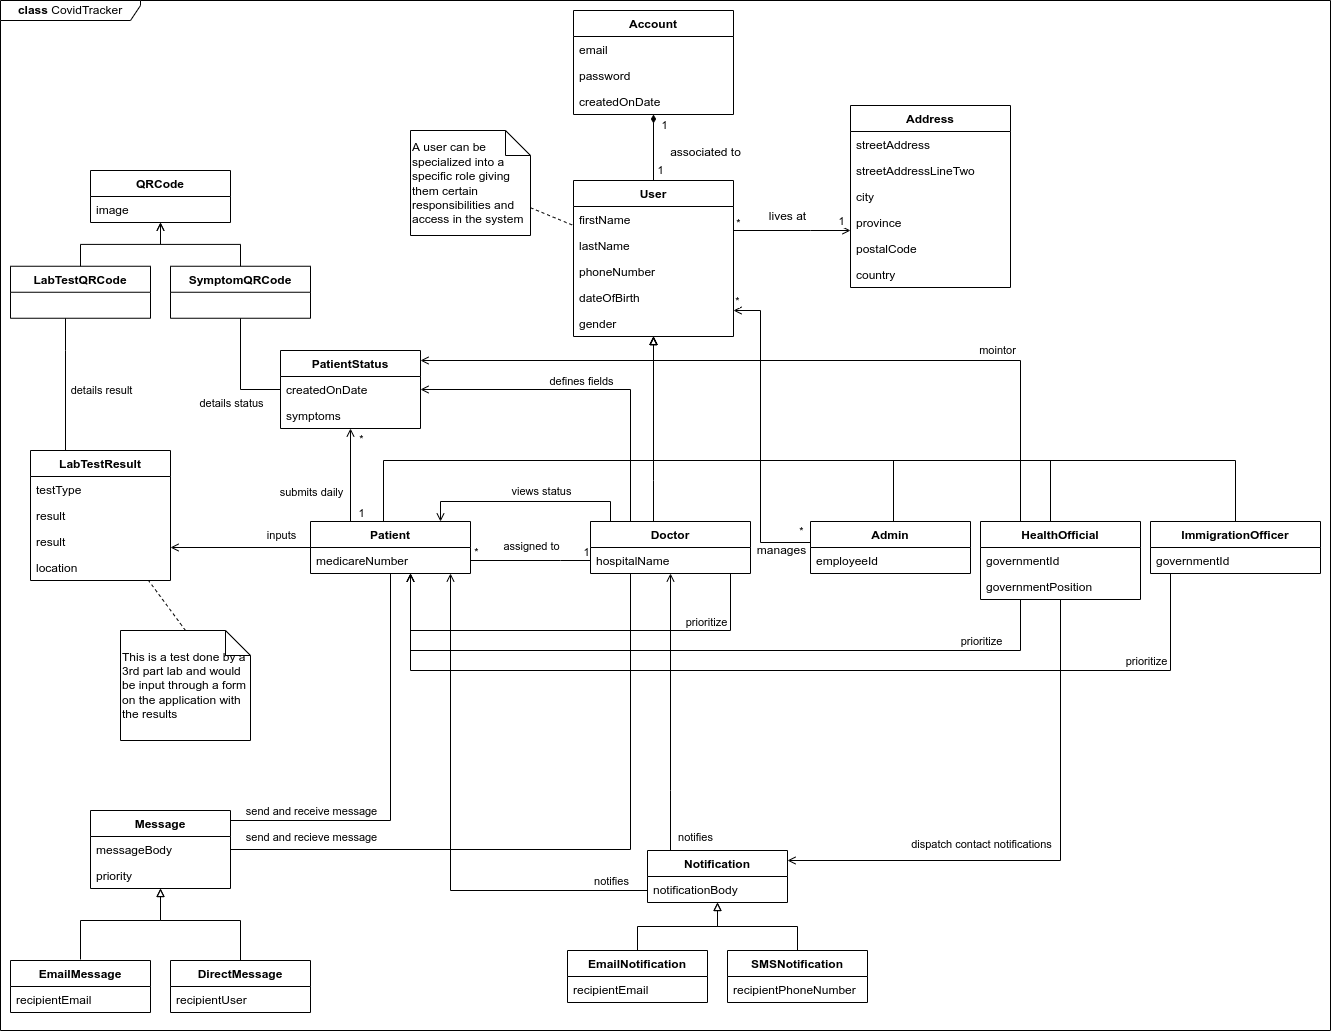 class CovidTracker
Account
email
password
createdOnDate
1
associated to
1
Address
streetAddress
streetAddressLineTwo
city
province
postalCode
country
A user can be
specialized into a
specific role giving
them certain
responsibilities and
access in the system
User
firstName
lastName
phoneNumber
dateOfBirth
gender
*
lives at
1
*
QRCode
image
LabTestQRCode
SymptomQRCode
PatientStatus
createdOnDate
symptoms
mointor
defines fields
details result
details status
*
submits daily
1
views status
LabTestResult
testType
result
result
location
inputs
Patient
medicareNumber
*
assigned to
1
Doctor
hospitalName
*
manages
Admin
employeeId
HealthOfficial
governmentId
governmentPosition
ImmigrationOfficer
governmentId
prioritize
prioritize
prioritize
This is a test done by a
3rd part lab and would
be input through a form
on the application with
the results
Message
messageBody
priority
send and receive message
send and recieve message
notifies
notifies
dispatch contact notifications
Notification
notificationBody
EmailMessage
recipientEmail
DirectMessage
recipientUser
EmailNotification
recipientEmail
SMSNotification
recipientPhoneNumber